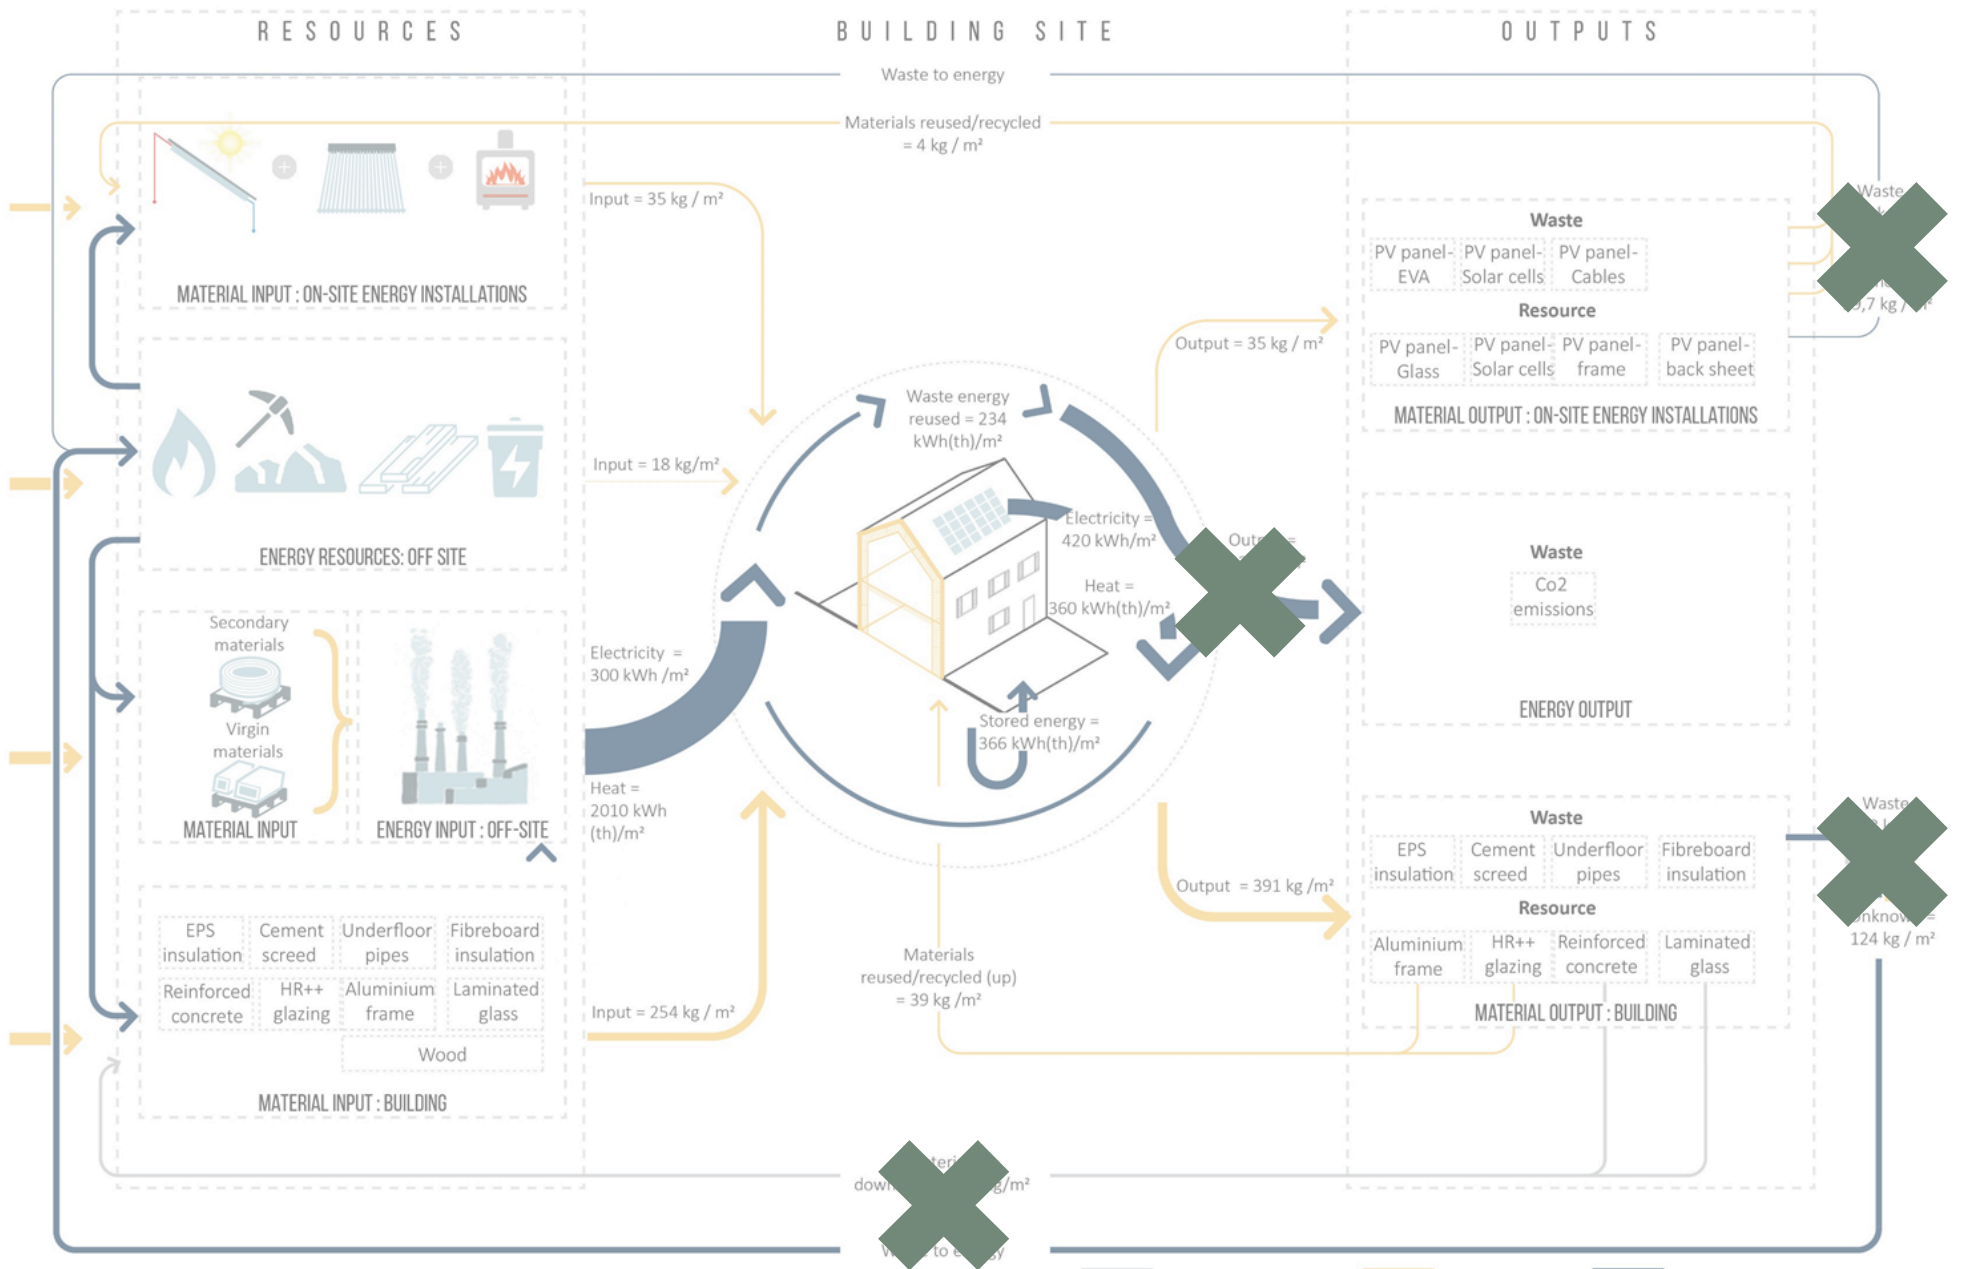 RESOURCES
BUILDING SITE
OUTPUTS
Waste to energy
Materials reused/recycled
= 4 kg / m²
Input = 35 kg / m²
MATERIAL INPUT : ON-SITE ENERGY INSTALLATIONS
Input = 18 kg/m²
ENERGY RESOURCES: OFF SITE
Secondary
materials
Virgin
materials
MATERIAL INPUT
ENERGY INPUT : OFF-SITE
Electricity =
300 kWh /m²
Heat =
2010 kWh
(th)/m²
EPS
insulation
Cement
screed
Underfloor
pipes
Fibreboard
insulation
Reinforced
concrete
HR++
glazing
Aluminium
frame
Laminated
glass
Wood
MATERIAL INPUT : BUILDING
Input = 254 kg / m²
Waste energy
reused = 234
kWh(th)/m²
Electricity =
420 kWh/m²
Heat =
360 kWh(th)/m²
Stored energy =
366 kWh(th)/m²
Materials
reused/recycled (up)
= 39 kg /m²
kg/m²
to
Output = 35 kg / m²
=
Output = 391 kg /m²
Waste
PV panel-
EVA
PV panel-
Solar cells
PV panel-
Cables
Resource
PV panel-
Glass
PV panel-
Solar cells
PV panel-
frame
PV panel-
back sheet
MATERIAL OUTPUT : ON-SITE ENERGY INSTALLATIONS
Waste
Co2
emissions
ENERGY OUTPUT
Waste
EPS
insulation
Cement
screed
Underfloor
pipes
Fibreboard
insulation
Resource
Aluminium
frame
HR++
glazing
Reinforced
concrete
Laminated
glass
MATERIAL OUTPUT : BUILDING
Waste
Waste
124 kg / m²